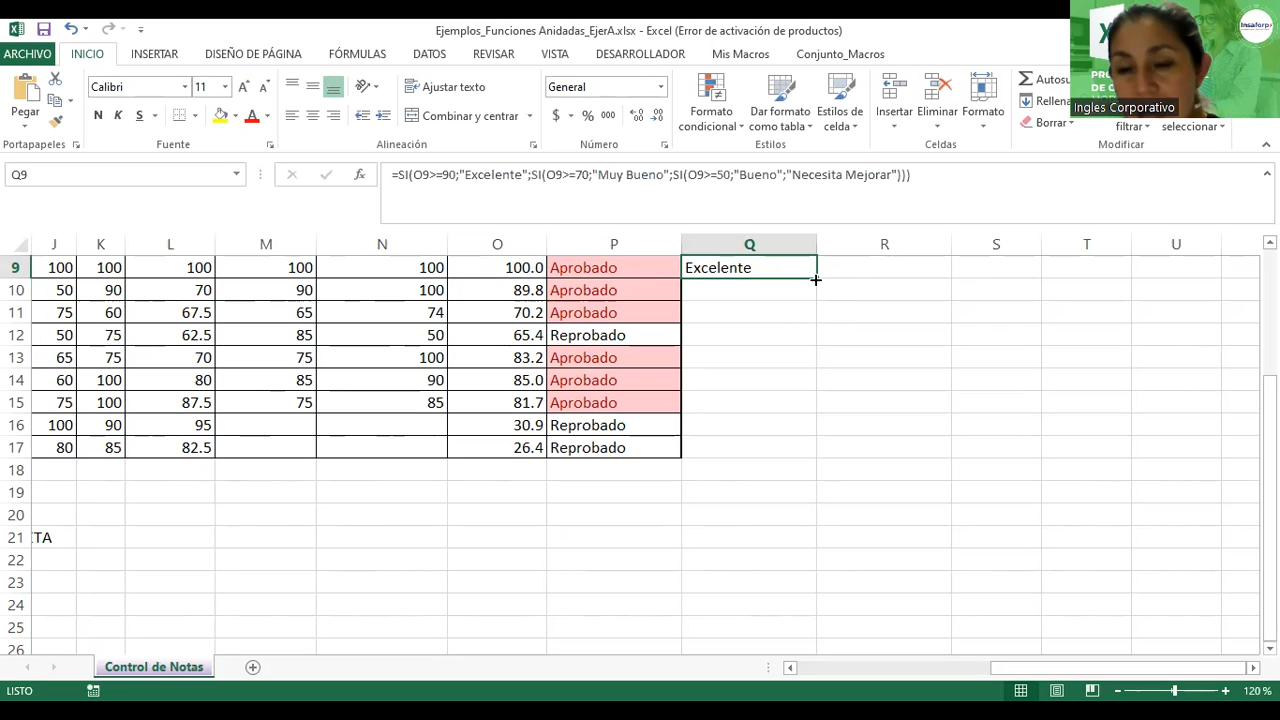 Ejemplos_Funciones Anidadas_EjerA.xlsx - Excel (Error de activación de productos)
Insaforp
ARCHIVO INICIO INSERTAR DISEÑO DE PÁGINA FÓRMULAS DATOS REVISAR VISTA DESARROLLADOR Mis Macros Conjunto_Macros
Pegar
Calibri 11
N K S
Ajustar texto
Combinar y centrar
General
$ % 000
Formato condicional
Dar formato como tabla
Estilos de celda
Insertar Eliminar Formato
Autosu
Rellena
Borrar
filtrar
seleccionar
Ingles Corporativo
Portapapeles Fuente Alineación Número Estilos Celdas Modificar
Q9 fx =SI(O9>=90;"Excelente";SI(O9>=70;"Muy Bueno";SI(O9>=50;"Bueno";"Necesita Mejorar")))
J K L M N O P Q R S T U
9 100 100 100 100 100 100.0 Aprobado Excelente
10 50 90 70 90 100 89.8 Aprobado
11 75 60 67.5 65 74 70.2 Aprobado
12 50 75 62.5 85 50 65.4 Reprobado
13 65 75 70 75 100 83.2 Aprobado
14 60 100 80 85 90 85.0 Aprobado
15 75 100 87.5 75 85 81.7 Aprobado
16 100 90 95 30.9 Reprobado
17 80 85 82.5 26.4 Reprobado
18
19
20
21 TA
22
23
24
25
26
Control de Notas
LISTO 120 %